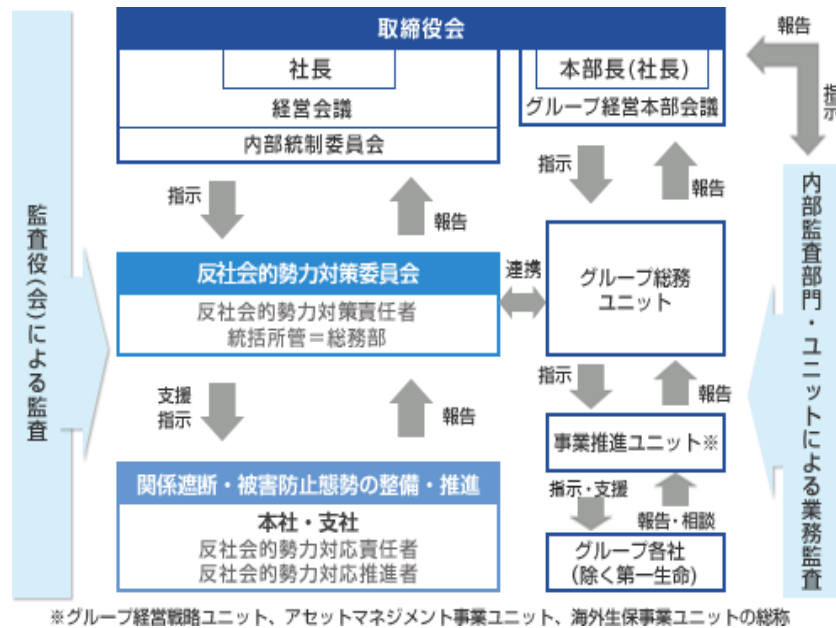 取締役会
社長
経営会議
内部統制委員会
本部長(社長)
グループ経営本部会議
報告
指示
監査役(会)による監査
内部監査部門・ユニットによる業務監査
指示
報告
指示
報告
反社会的勢力対策委員会
反社会的勢力対策責任者
統括所管=総務部
連携
グループ総務
ユニット
支援
指示
報告
指示
報告
事業推進ユニット※
関係遮断・被害防止態勢の整備・推進
本社・支社
反社会的勢力対応責任者
反社会的勢力対応推進者
指示・支援
報告・相談
グループ各社
(除く第一生命)
※グループ経営戦略ユニット、アセットマネジメント事業ユニット、海外生保事業ユニットの総称